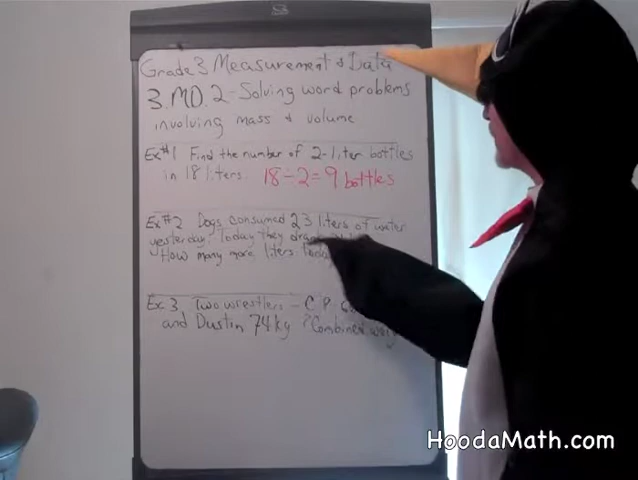 Grade 3 Measurement & Data
3.MD.2 - Solving word problems
involving mass & volume
Ex#1 Find the number of 2-liter bottles
in 18 liters. 18÷2=9 bottles
Ex#2 Dogs consumed 23 liters of water
yesterday. Today they
How many more liters
Ex 3 Two wrestlers - C.P.
and Dustin 74 kg ? Combined
HoodaMath.com